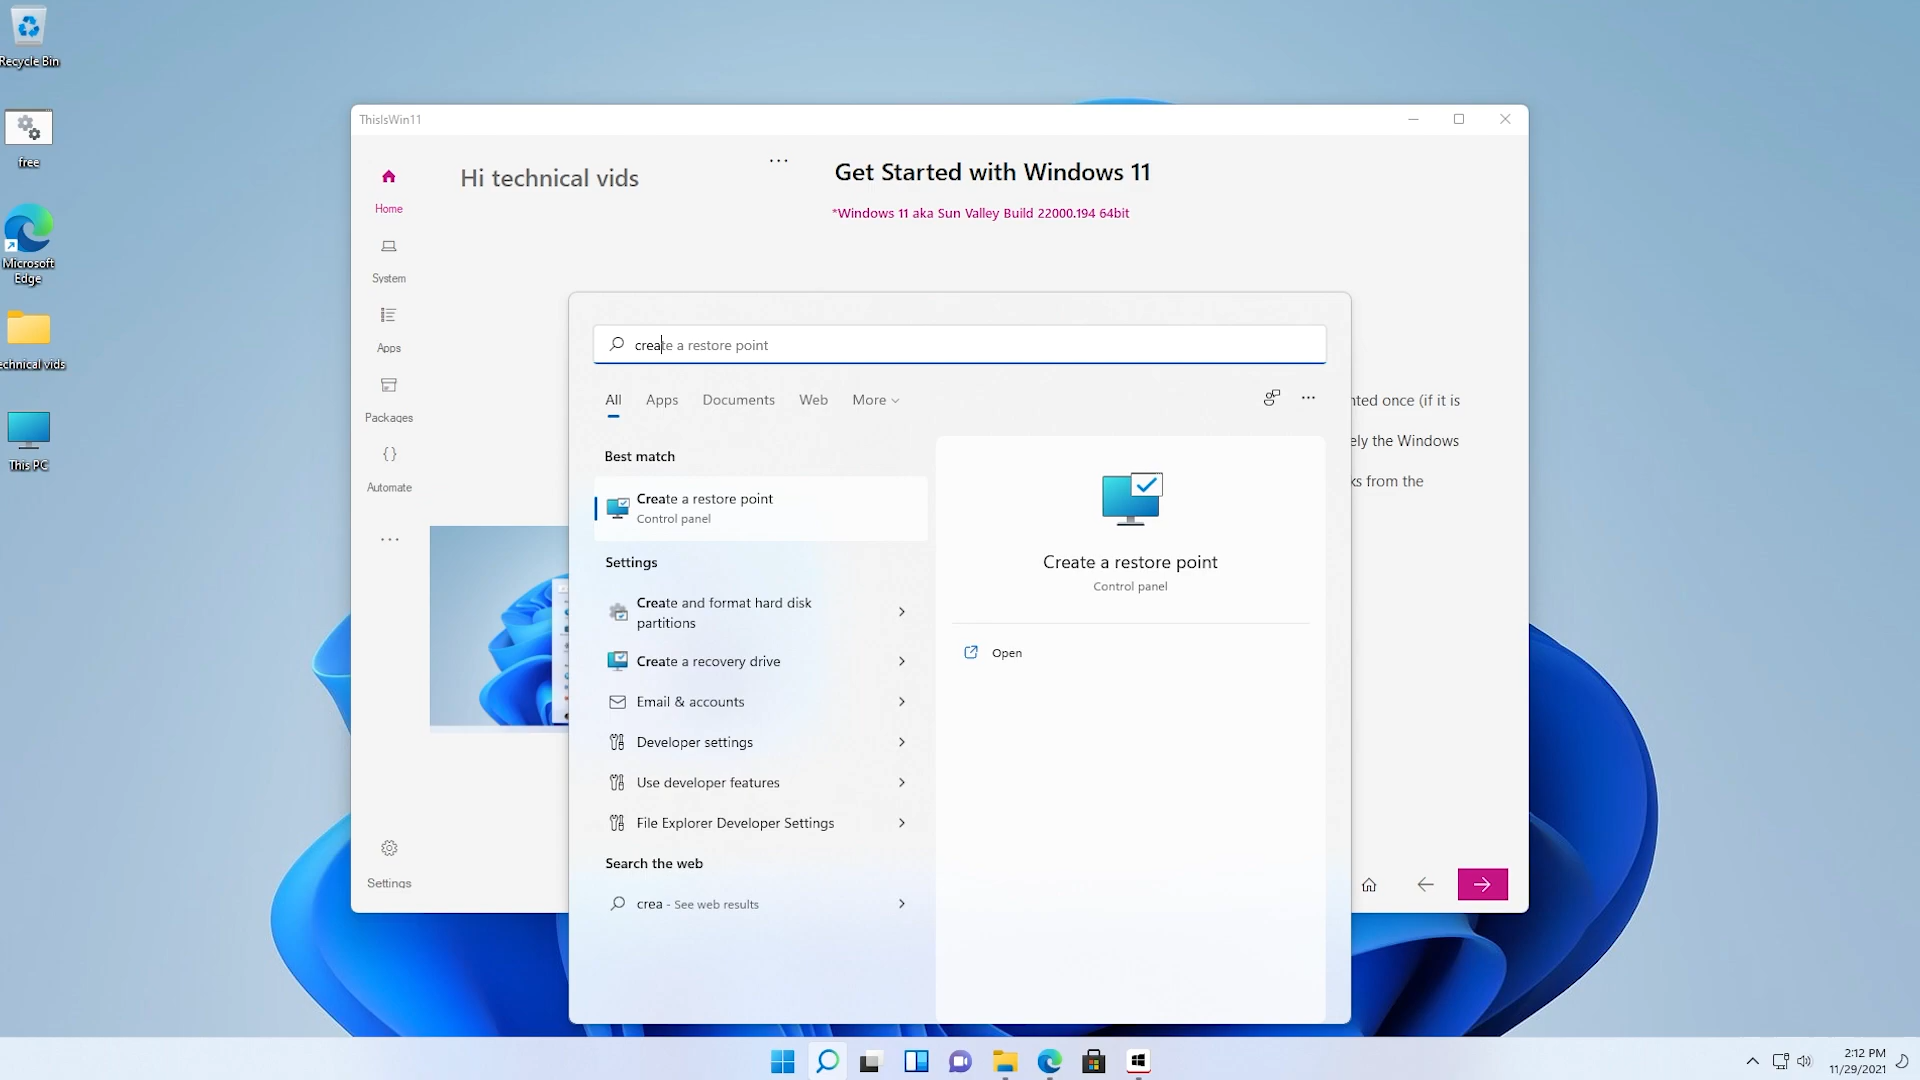 Recycle Bin
free
Microsoft
Edge
echnical vids
This PC
ThisIsWin11
Home
System
Apps
Packages
Automate
Settings
Hi technical vids
...
Get Started with Windows 11
*Windows 11 aka Sun Valley Build 22000.194 64bit
nted once (if it is
ely the Windows
ks from the
create a restore point
All
Apps
Documents
Web
More
Best match
Create a restore point
Control panel
Settings
Create and format hard disk
partitions
Create a recovery drive
Email & accounts
Developer settings
Use developer features
File Explorer Developer Settings
Search the web
crea - See web results
Create a restore point
Control panel
Open
2:12 PM
11/29/2021